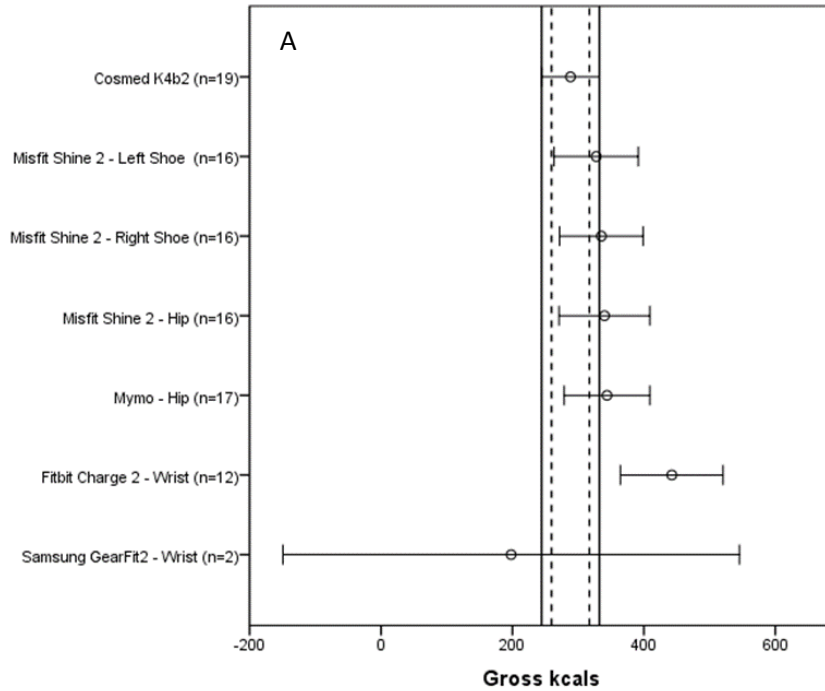 A
Cosmed K4b2 (n=19)
Misfit Shine 2 - Left Shoe (n=16)
Misfit Shine 2 - Right Shoe (n=16)
Misfit Shine 2 - Hip (n=16)
Mymo - Hip (n=17)
Fitbit Charge 2 - Wrist (n=12)
Samsung GearFit2 - Wrist (n=2)
-200 0 200 400 600
Gross kcals